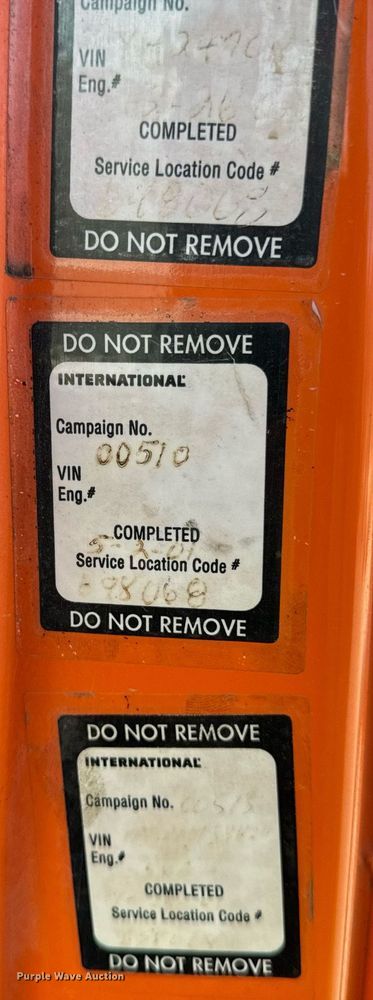 Campaign No.
VIN
Eng.#
COMPLETED
Service Location Code #
DO NOT REMOVE
DO NOT REMOVE
INTERNATIONAL
Campaign No.
00510
VIN
Eng.#
COMPLETED
Service Location Code #
DO NOT REMOVE
DO NOT REMOVE
INTERNATIONAL
Campaign No.
VIN
Eng.#
COMPLETED
Service Location Code #
DO NOT REMOVE
Purple Wave Auction